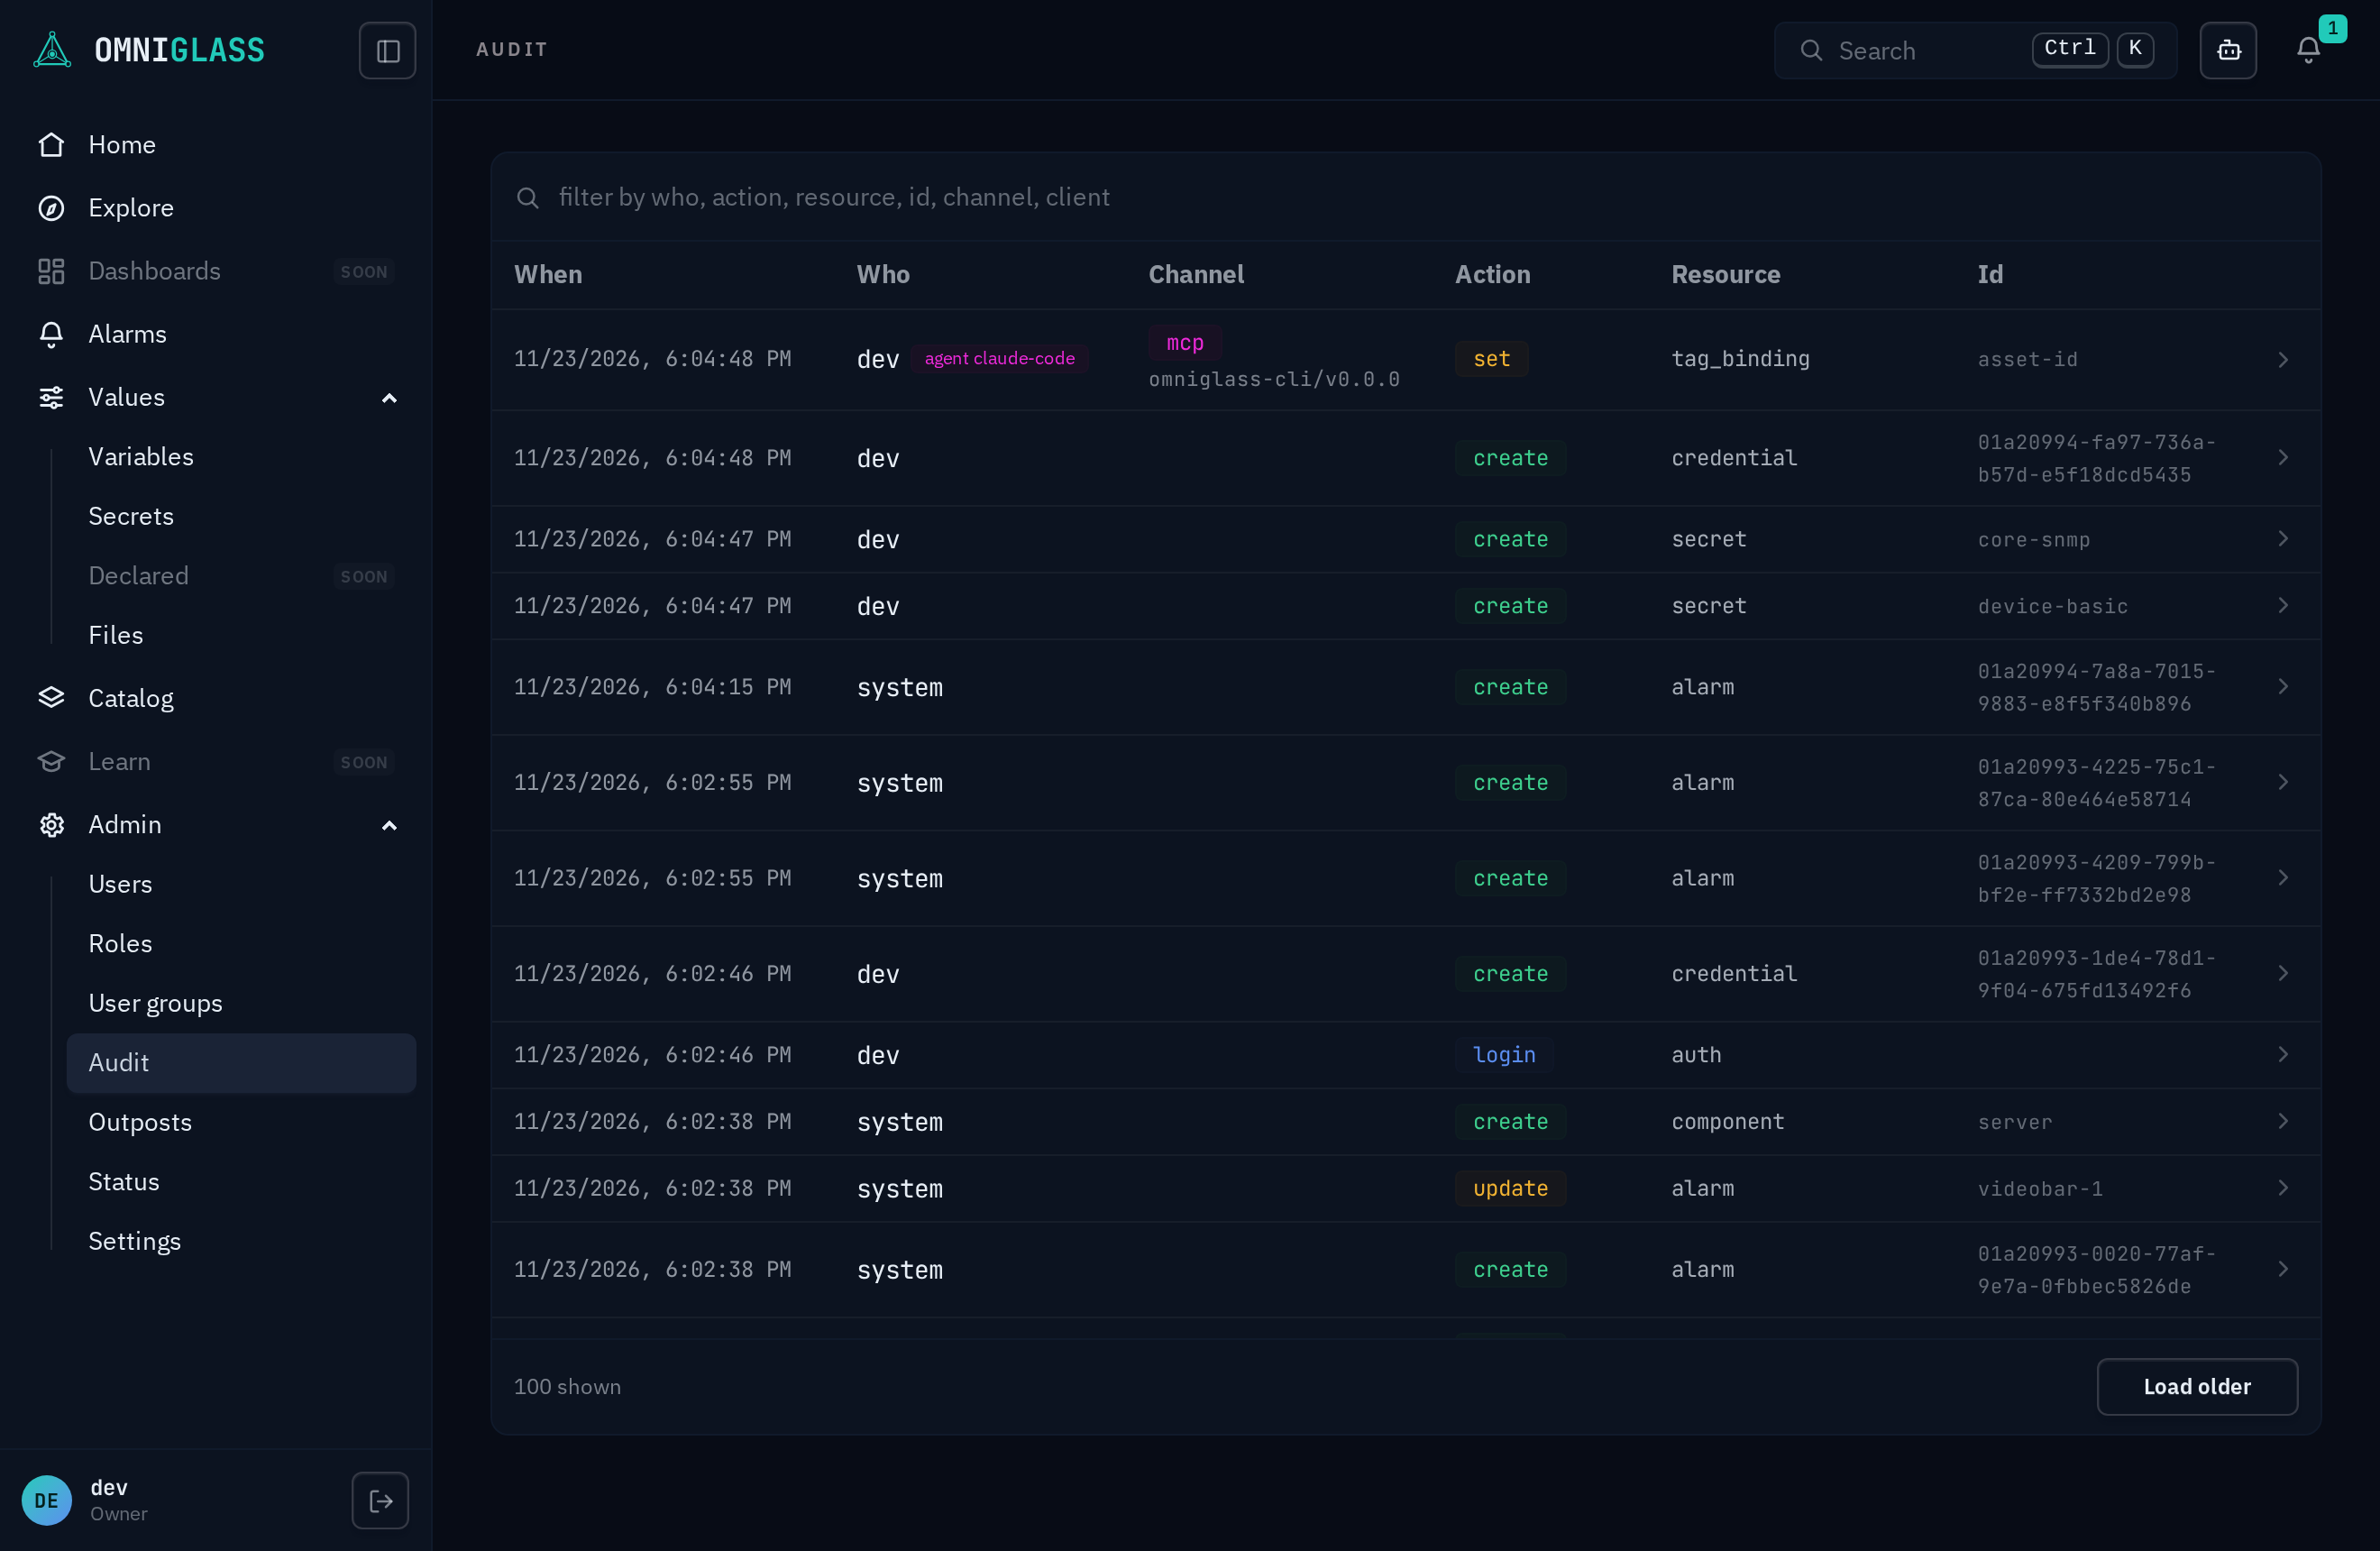 OMNIGLASS
AUDIT
Search
Ctrl
K
1
Home
Explore
Dashboards
SOON
Alarms
Values
Variables
Secrets
Declared
SOON
Files
Catalog
Learn
SOON
Admin
Users
Roles
User groups
Audit
Outposts
Status
Settings
DE
dev
Owner
filter by who, action, resource, id, channel, client
When Who Channel Action Resource Id
11/23/2026, 6:04:48 PM dev agent claude-code mcp set tag_binding asset-id
omniglass-cli/v0.0.0
11/23/2026, 6:04:48 PM dev create credential 01a20994-fa97-736a-
b57d-e5f18dcd5435
11/23/2026, 6:04:47 PM dev create secret core-snmp
11/23/2026, 6:04:47 PM dev create secret device-basic
11/23/2026, 6:04:15 PM system create alarm 01a20994-7a8a-7015-
9883-e8f5f340b896
11/23/2026, 6:02:55 PM system create alarm 01a20993-4225-75c1-
87ca-80e464e58714
11/23/2026, 6:02:55 PM system create alarm 01a20993-4209-799b-
bf2e-ff7332bd2e98
11/23/2026, 6:02:46 PM dev create credential 01a20993-1de4-78d1-
9f04-675fd13492f6
11/23/2026, 6:02:46 PM dev login auth
11/23/2026, 6:02:38 PM system create component server
11/23/2026, 6:02:38 PM system update alarm videobar-1
11/23/2026, 6:02:38 PM system create alarm 01a20993-0020-77af-
9e7a-0fbbec5826de
100 shown
Load older